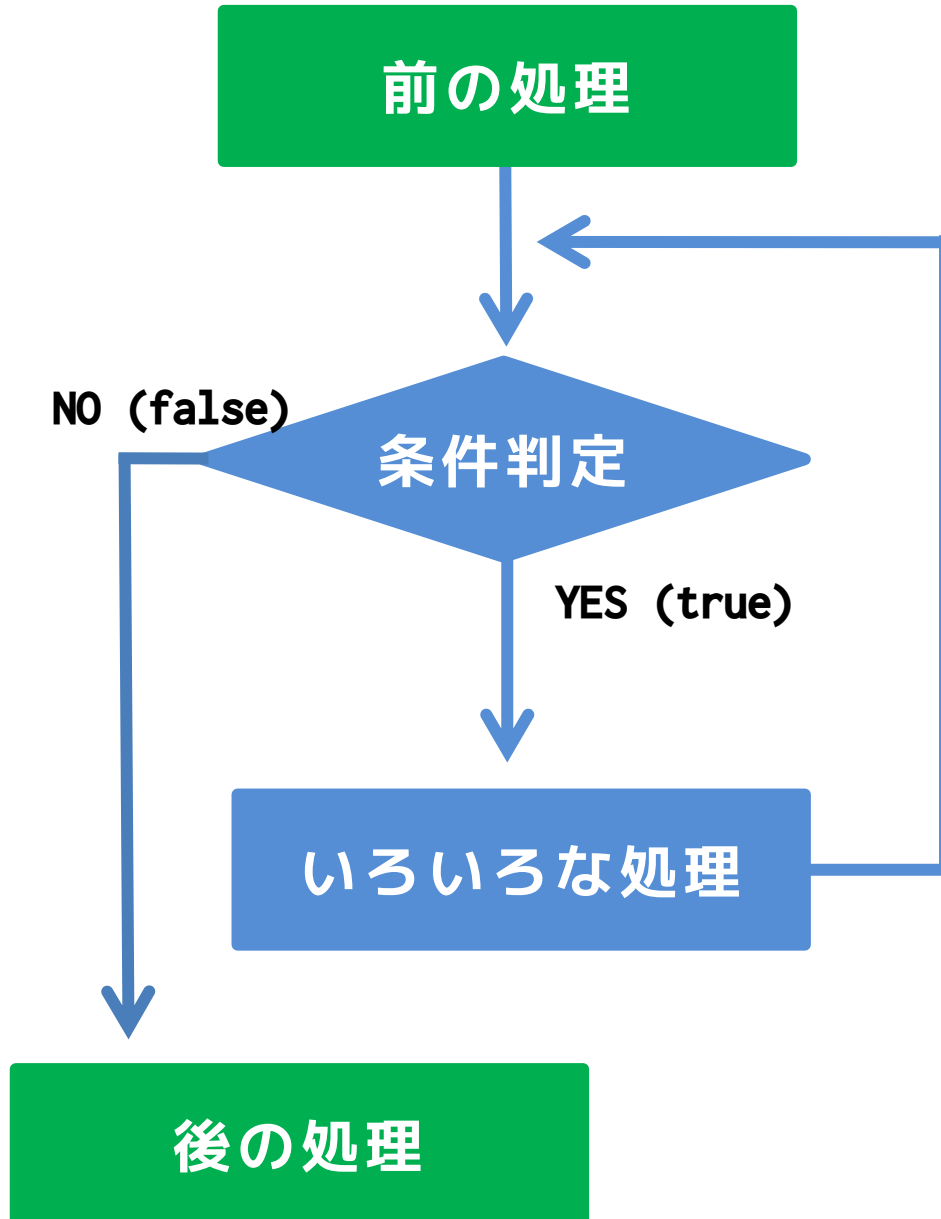 前の処理
NO (false)
条件判定
YES (true)
いろいろな処理
後の処理